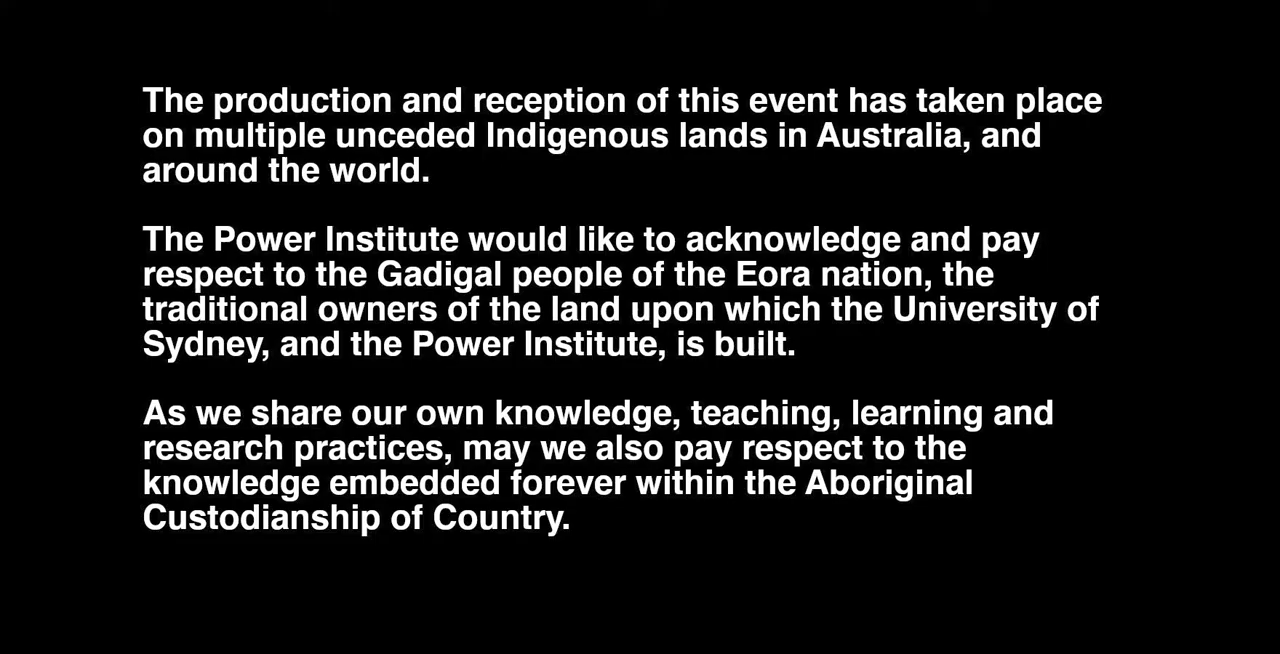 The production and reception of this event has taken place
on multiple unceded Indigenous lands in Australia, and
around the world.
The Power Institute would like to acknowledge and pay
respect to the Gadigal people of the Eora nation, the
traditional owners of the land upon which the University of
Sydney, and the Power Institute, is built.
As we share our own knowledge, teaching, learning and
research practices, may we also pay respect to the
knowledge embedded forever within the Aboriginal
Custodianship of Country.